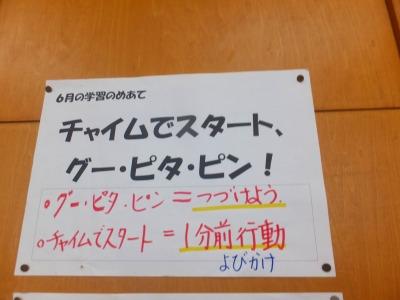 6月の学習のめあて
チャイムでスタート、
グー・ピタ・ピン！
○グー・ピタ・ピン＝つづけよう。
○チャイムでスタート＝1分前行動
よびかけ